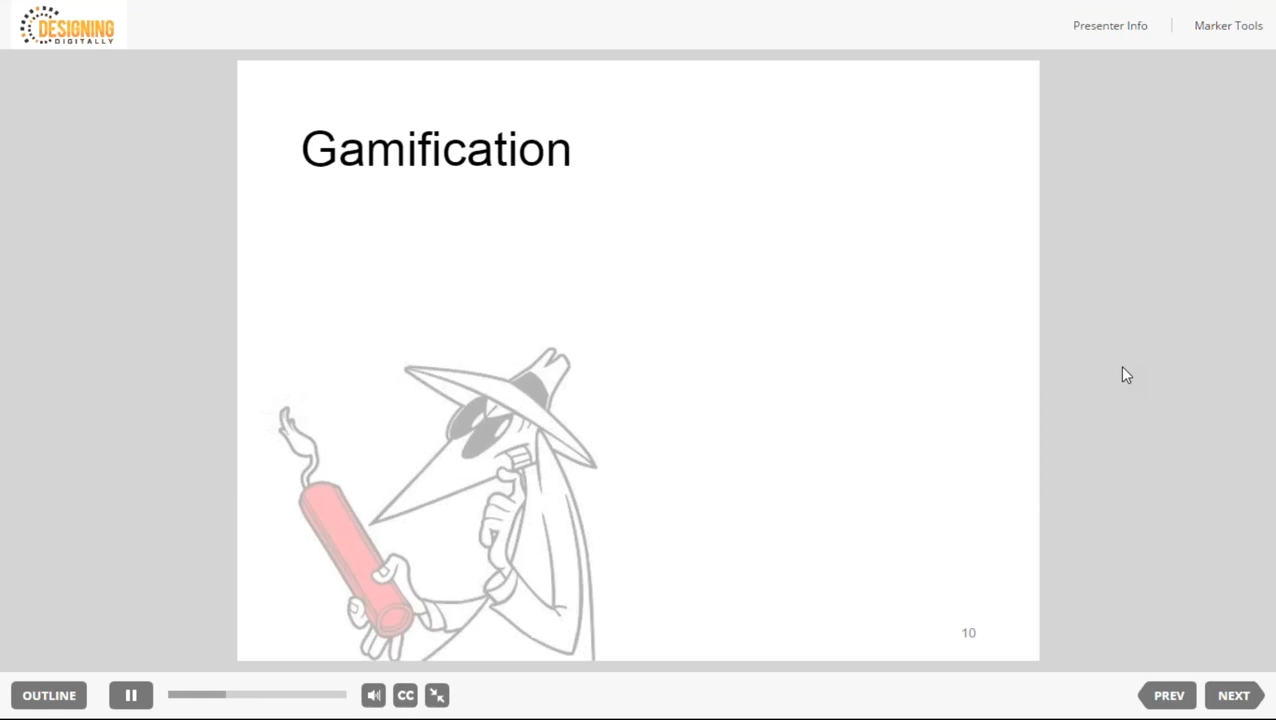 DESIGNING
DIGITALLY
Presenter Info
Marker Tools
Gamification
10
OUTLINE
CC
PREV
NEXT